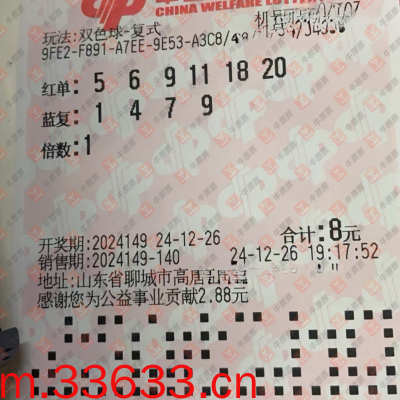 CHINA WELFARE LOTTERY
玩法:双色球-复式
9FE2-F891-A7EE-9E53-A3C8/
红单: 5 6 9 11 18 20
蓝复: 1 4 7 9
倍数:1
开奖期:2024149 24-12-26 合计:8元
销售期:2024149-140 24-12-26 19:17:52
地址:山东省聊城市高唐
感谢您为公益事业贡献2.88元
m.33633.cn